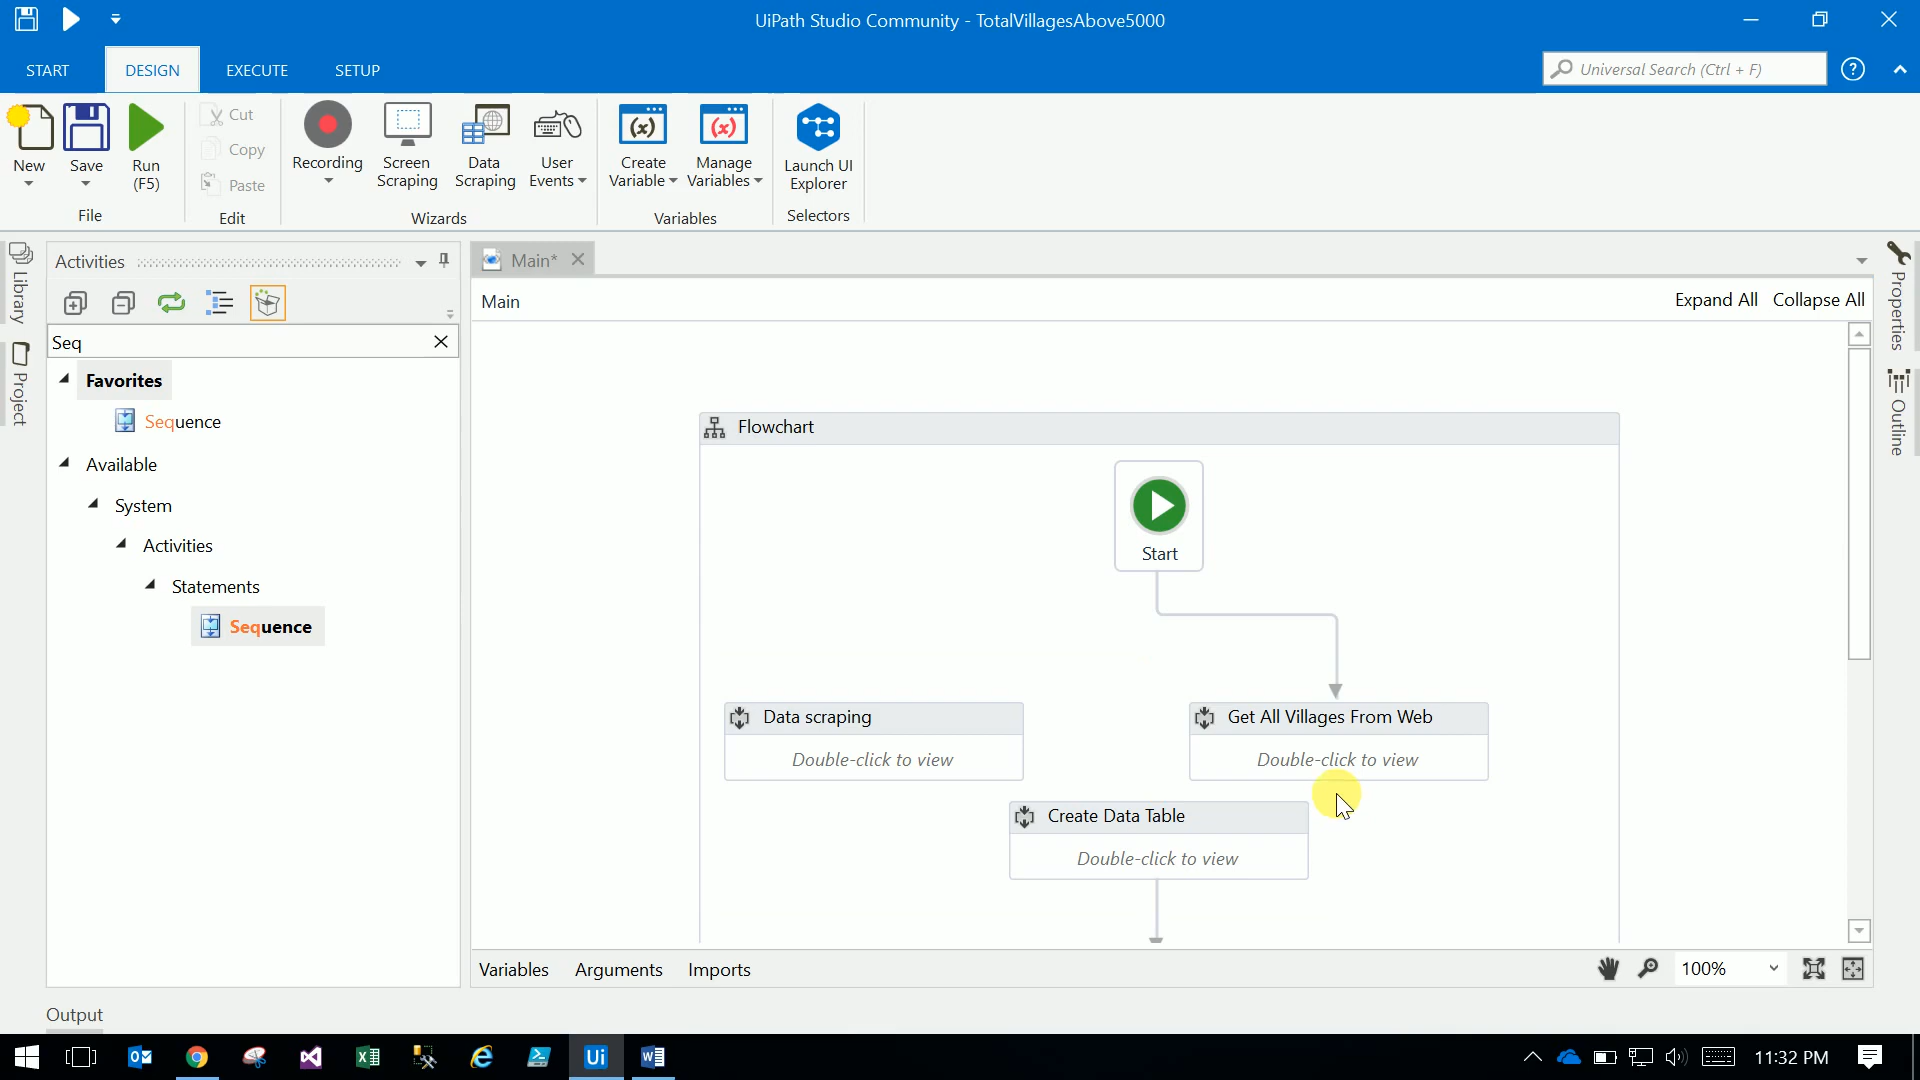 UiPath Studio Community - TotalVillagesAbove5000
START
DESIGN
EXECUTE
SETUP
Universal Search (Ctrl + F)
New
Save
Run
(F5)
File
Cut
Copy
Paste
Edit
Recording
Screen
Scraping
Data
Scraping
User
Events
Wizards
Create
Variable
Manage
Variables
Variables
Launch UI
Explorer
Selectors
Library
Project
Activities
Seq
Favorites
Sequence
Available
System
Activities
Statements
Sequence
Main*
Main
Expand All
Collapse All
Flowchart
Start
Data scraping
Double-click to view
Get All Villages From Web
Double-click to view
Create Data Table
Double-click to view
Properties
Outline
Variables
Arguments
Imports
100%
Output
Ui
11:32 PM